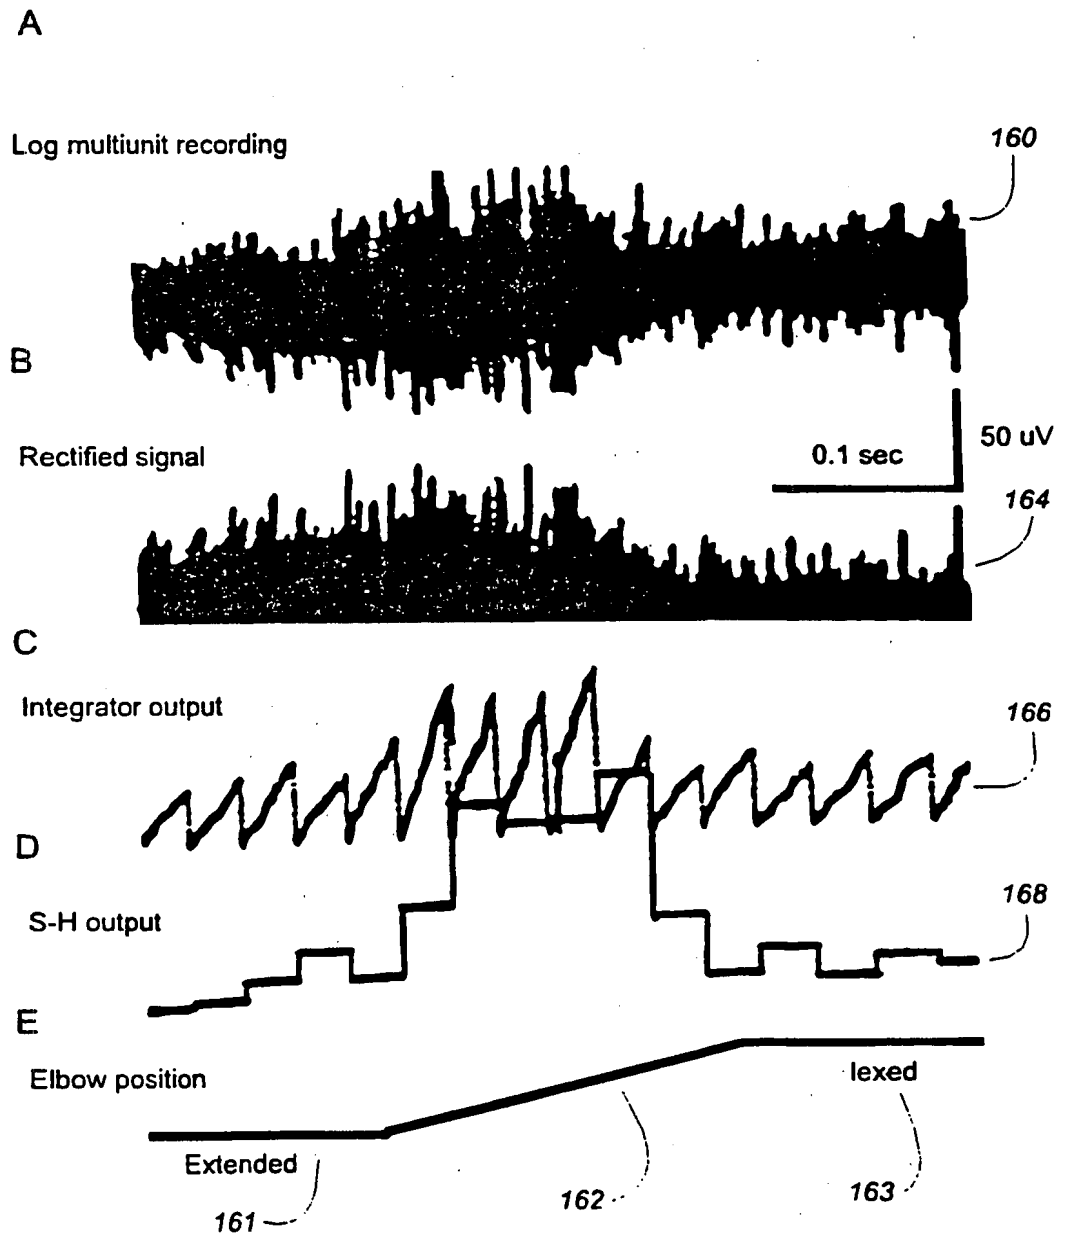 A
Log multiunit recording
160
B
Rectified signal
0.1 sec
50 uV
164
C
Integrator output
166
D
S-H output
168
E
Elbow position
lexed
Extended
161
162
163